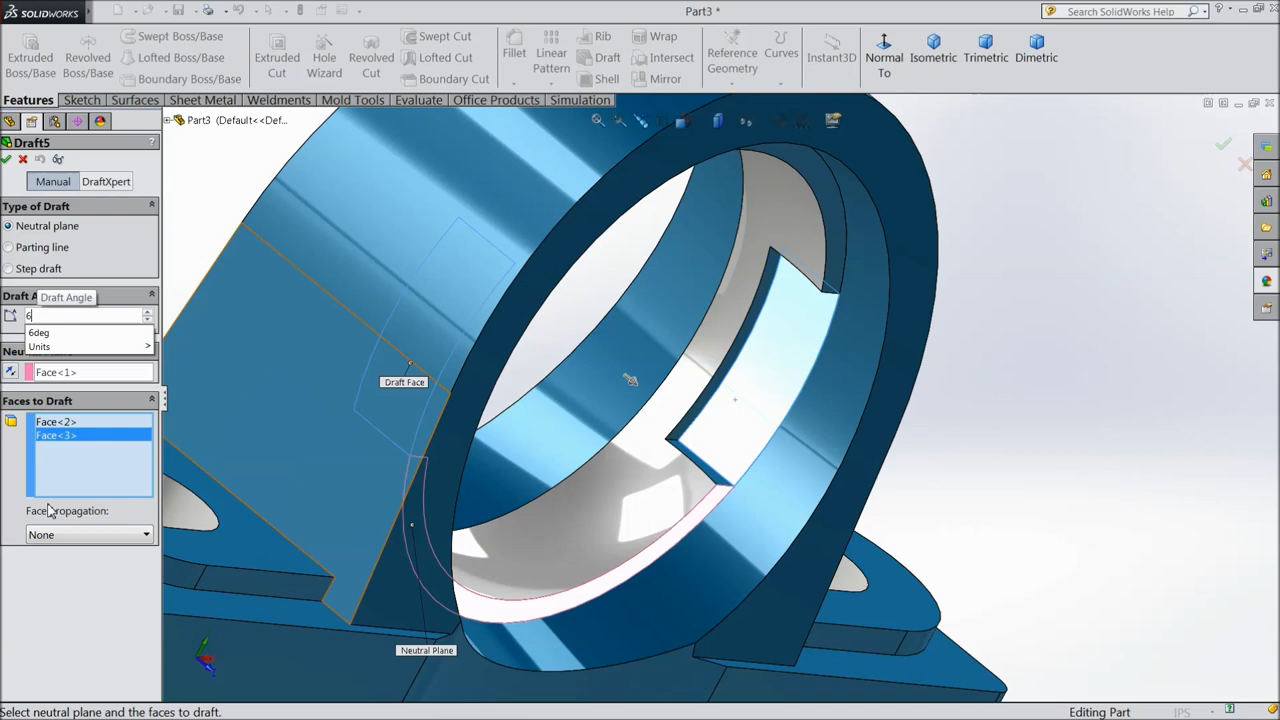 SOLIDWORKS
Part3 *
Search SolidWorks Help
Extruded Boss/Base
Revolved Boss/Base
Swept Boss/Base
Lofted Boss/Base
Boundary Boss/Base
Extruded Cut
Hole Wizard
Revolved Cut
Swept Cut
Lofted Cut
Boundary Cut
Fillet
Linear Pattern
Rib
Draft
Shell
Wrap
Intersect
Mirror
Reference Geometry
Curves
Instant3D
Normal To
Isometric
Trimetric
Dimetric
Features
Sketch
Surfaces
Sheet Metal
Weldments
Mold Tools
Evaluate
Office Products
Simulation
Part3 (Default<<Def...
Draft5
?
Manual
DraftXpert
Type of Draft
Neutral plane
Parting line
Step draft
Draft A
Draft Angle
6
6deg
Units >
Neu
Face<1>
Faces to Draft
Face<2>
Face<3>
Face propagation:
None
Draft Face
Neutral Plane
Select neutral plane and the faces to draft.
Editing Part
IPS